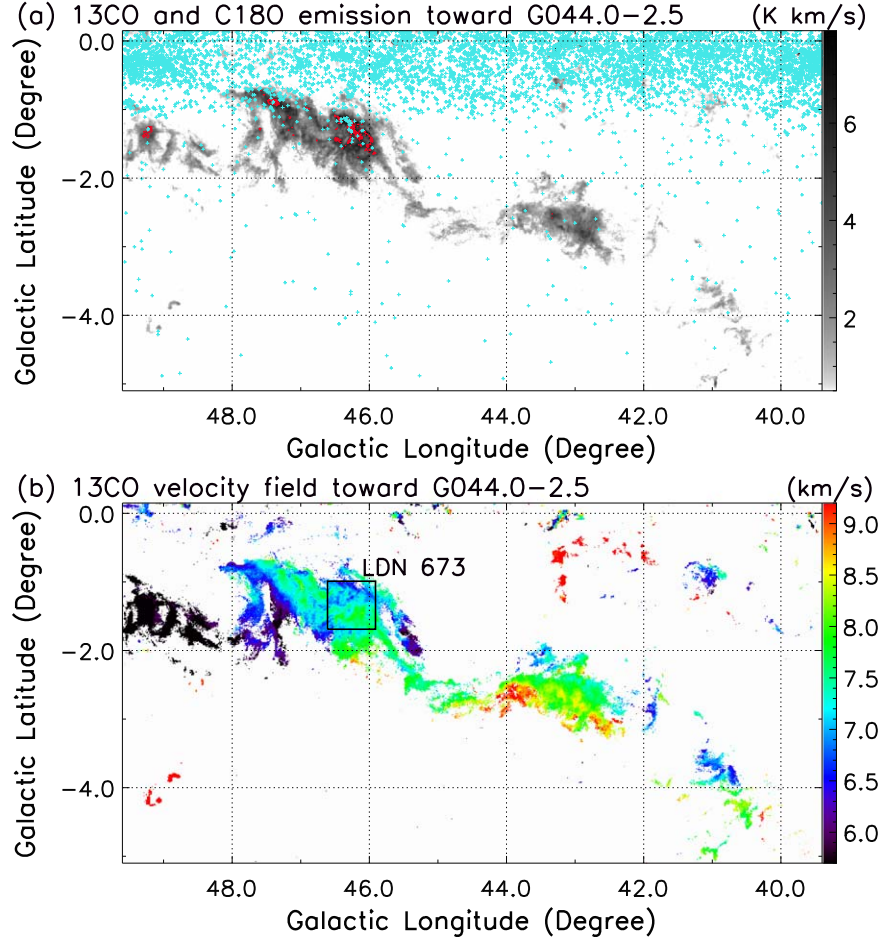 (a) 13CO and C18O emission toward G044.0−2.5 (K km/s)
0.0
−2.0
−4.0
Galactic Latitude (Degree)
6
4
2
48.0 46.0 44.0 42.0 40.0
Galactic Longitude (Degree)
(b) 13CO velocity field toward G044.0−2.5 (km/s)
0.0
−2.0
−4.0
Galactic Latitude (Degree)
LDN 673
9.0
8.5
8.0
7.5
7.0
6.5
6.0
48.0 46.0 44.0 42.0 40.0
Galactic Longitude (Degree)